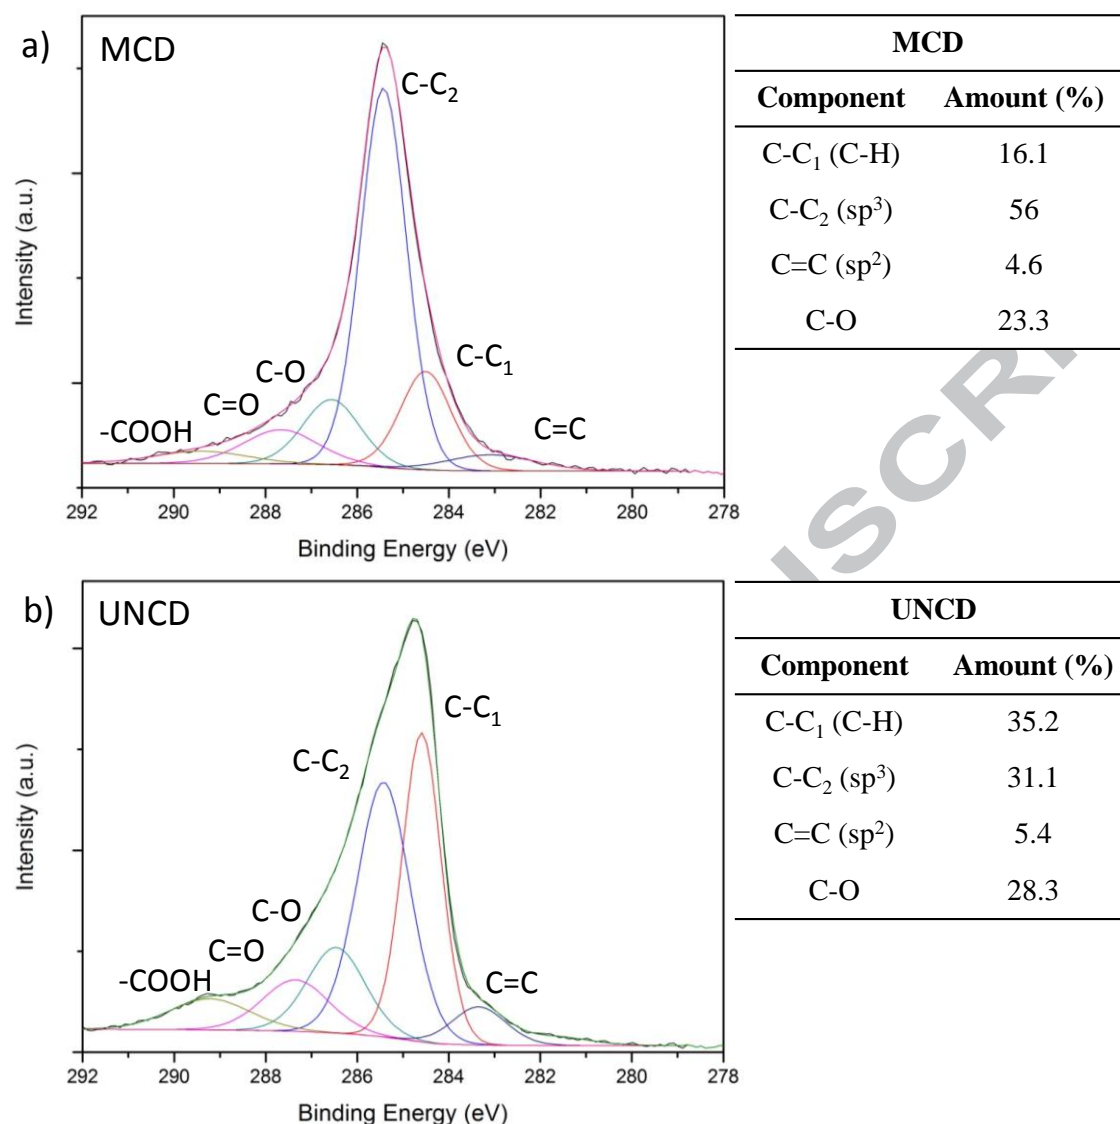 a) MCD
C-C₂
C-C₁
C-O
C=O
-COOH
C=C
Intensity (a.u.)
292 290 288 286 284 282 280 278
Binding Energy (eV)
MCD
Component Amount (%)
C-C₁ (C-H) 16.1
C-C₂ (sp³) 56
C=C (sp²) 4.6
C-O 23.3
b) UNCD
C-C₁
C-C₂
C-O
C=O
-COOH
C=C
Intensity (a.u.)
292 290 288 286 284 282 280 278
Binding Energy (eV)
UNCD
Component Amount (%)
C-C₁ (C-H) 35.2
C-C₂ (sp³) 31.1
C=C (sp²) 5.4
C-O 28.3
ISCRI